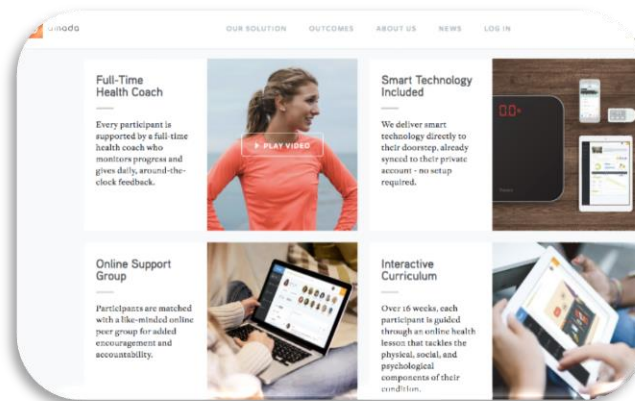 omada
OUR SOLUTION OUTCOMES ABOUT US NEWS LOG IN
Full-Time
Health Coach
Every participant is
supported by a full-time
health coach who
monitors progress and
gives daily, around-the-
clock feedback.
PLAY VIDEO
Smart Technology
Included
We deliver smart
technology directly to
their doorstep, already
synced to their private
account - no setup
required.
0.0
Online Support
Group
Participants are matched
with a like-minded online
peer group for added
encouragement and
accountability.
Interactive
Curriculum
Over 16 weeks, each
participant is guided
through an online health
lesson that tackles the
physical, social, and
psychological
components of their
condition.